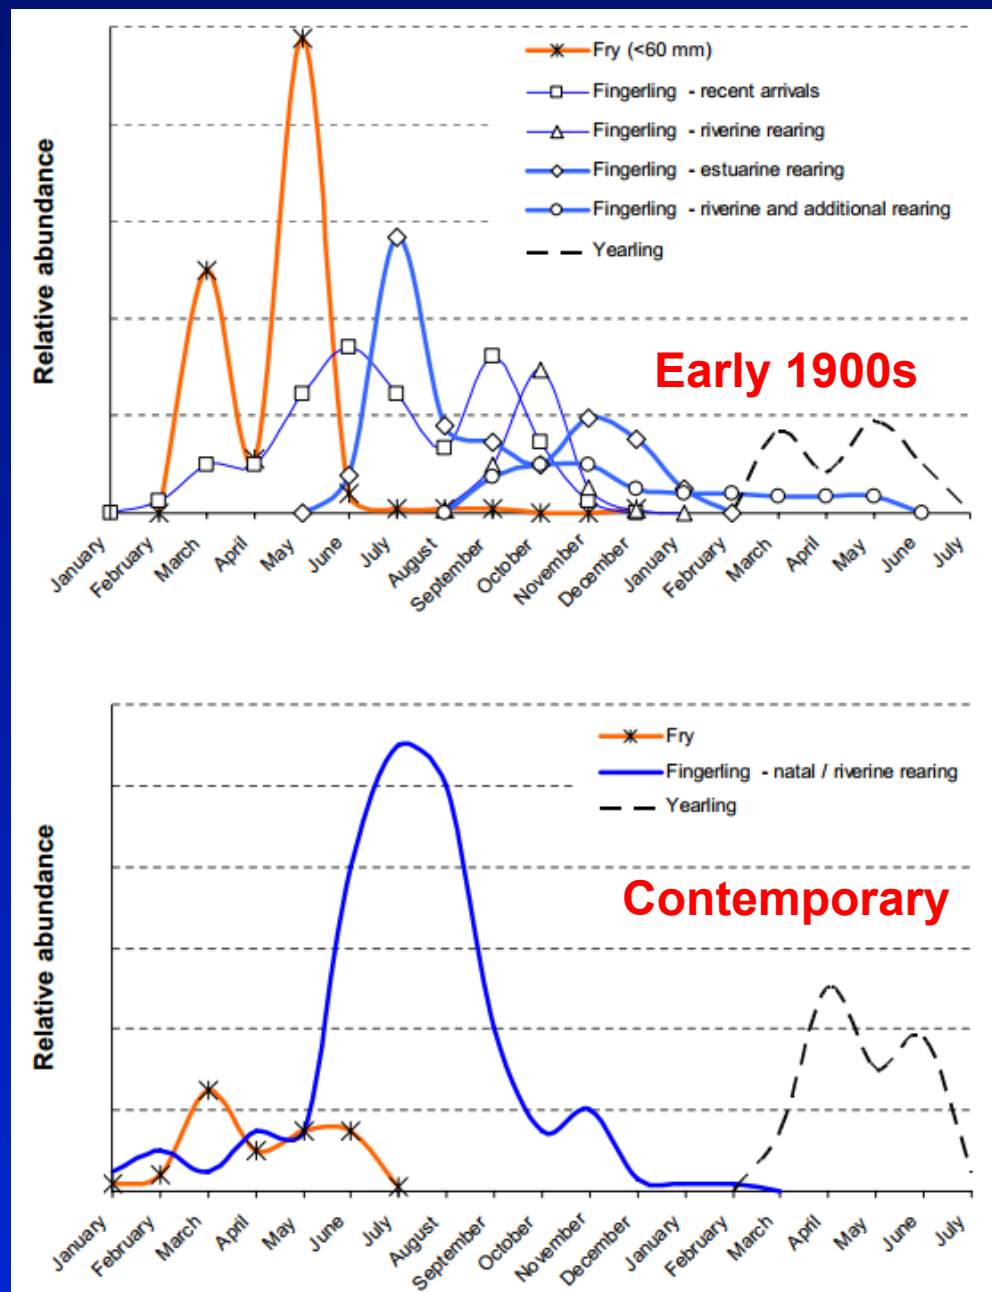 Relative abundance
Fry (<60 mm)
Fingerling - recent arrivals
Fingerling - riverine rearing
Fingerling - estuarine rearing
Fingerling - riverine and additional rearing
Yearling
Early 1900s
January
February
March
April
May
June
July
August
September
October
November
December
January
February
March
April
May
June
July
Relative abundance
Fry
Fingerling - natal / riverine rearing
Yearling
Contemporary
January
February
March
April
May
June
July
August
September
October
November
December
January
February
March
April
May
June
July